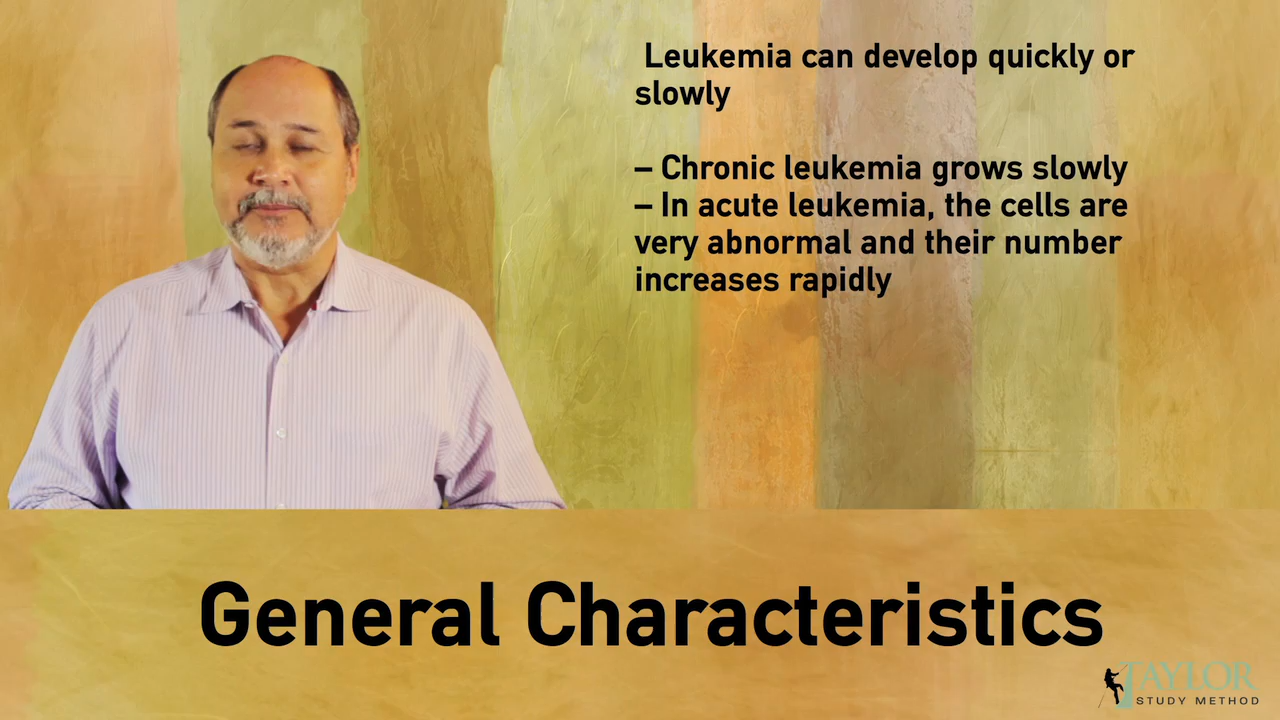 Leukemia can develop quickly or
slowly
– Chronic leukemia grows slowly
– In acute leukemia, the cells are
very abnormal and their number
increases rapidly
General Characteristics
TAYLOR
STUDY METHOD